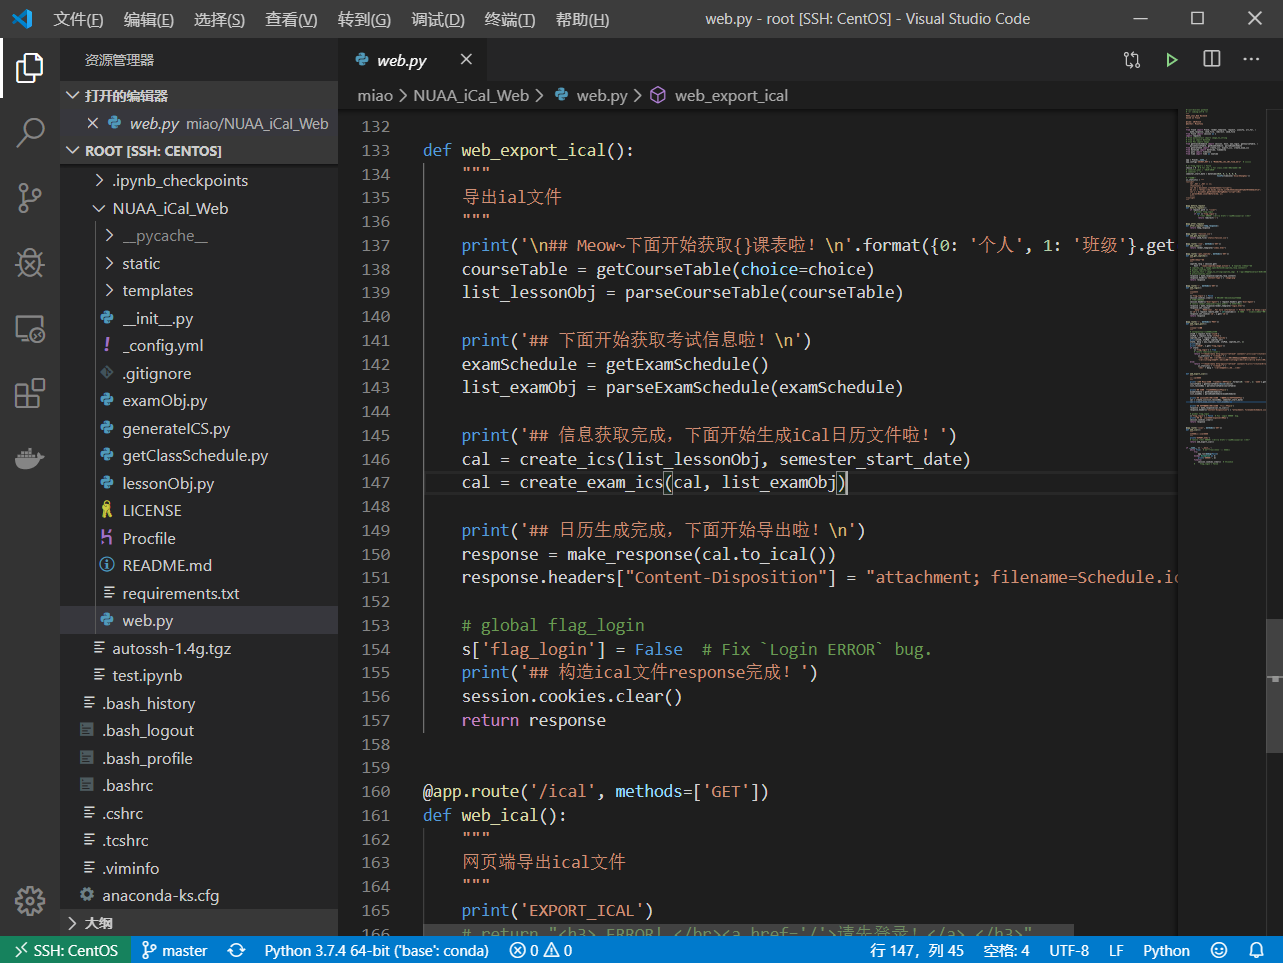 文件(F) 编辑(E) 选择(S) 查看(V) 转到(G) 调试(D) 终端(T) 帮助(H) web.py - root [SSH: CentOS] - Visual Studio Code
资源管理器
打开的编辑器
web.py miao/NUAA_iCal_Web
ROOT [SSH: CENTOS]
.ipynb_checkpoints
NUAA_iCal_Web
__pycache__
static
templates
__init__.py
_config.yml
.gitignore
examObj.py
generateICS.py
getClassSchedule.py
lessonObj.py
LICENSE
Procfile
README.md
requirements.txt
web.py
autossh-1.4g.tgz
test.ipynb
.bash_history
.bash_logout
.bash_profile
.bashrc
.cshrc
.tcshrc
.viminfo
anaconda-ks.cfg
大纲
web.py
miao > NUAA_iCal_Web > web.py > web_export_ical
132
133 def web_export_ical():
134 """
135 导出ial文件
136 """
137 print('\n## Meow~下面开始获取{}课表啦！\n'.format({0: '个人', 1: '班级'}.get
138 courseTable = getCourseTable(choice=choice)
139 list_lessonObj = parseCourseTable(courseTable)
140
141 print('## 下面开始获取考试信息啦！\n')
142 examSchedule = getExamSchedule()
143 list_examObj = parseExamSchedule(examSchedule)
144
145 print('## 信息获取完成，下面开始生成iCal日历文件啦！')
146 cal = create_ics(list_lessonObj, semester_start_date)
147 cal = create_exam_ics(cal, list_examObj)
148
149 print('## 日历生成完成，下面开始导出啦！\n')
150 response = make_response(cal.to_ical())
151 response.headers["Content-Disposition"] = "attachment; filename=Schedule.ic
152
153 # global flag_login
154 s['flag_login'] = False  # Fix `Login ERROR` bug.
155 print('## 构造ical文件response完成！')
156 session.cookies.clear()
157 return response
158
159
160 @app.route('/ical', methods=['GET'])
161 def web_ical():
162 """
163 网页端导出ical文件
164 """
165 print('EXPORT_ICAL')
166 # return "<h3> ERROR! </br><a href='/'>请先登录！</a> </h3>"
SSH: CentOS master Python 3.7.4 64-bit ('base': conda) 0 0 行 147，列 45 空格: 4 UTF-8 LF Python